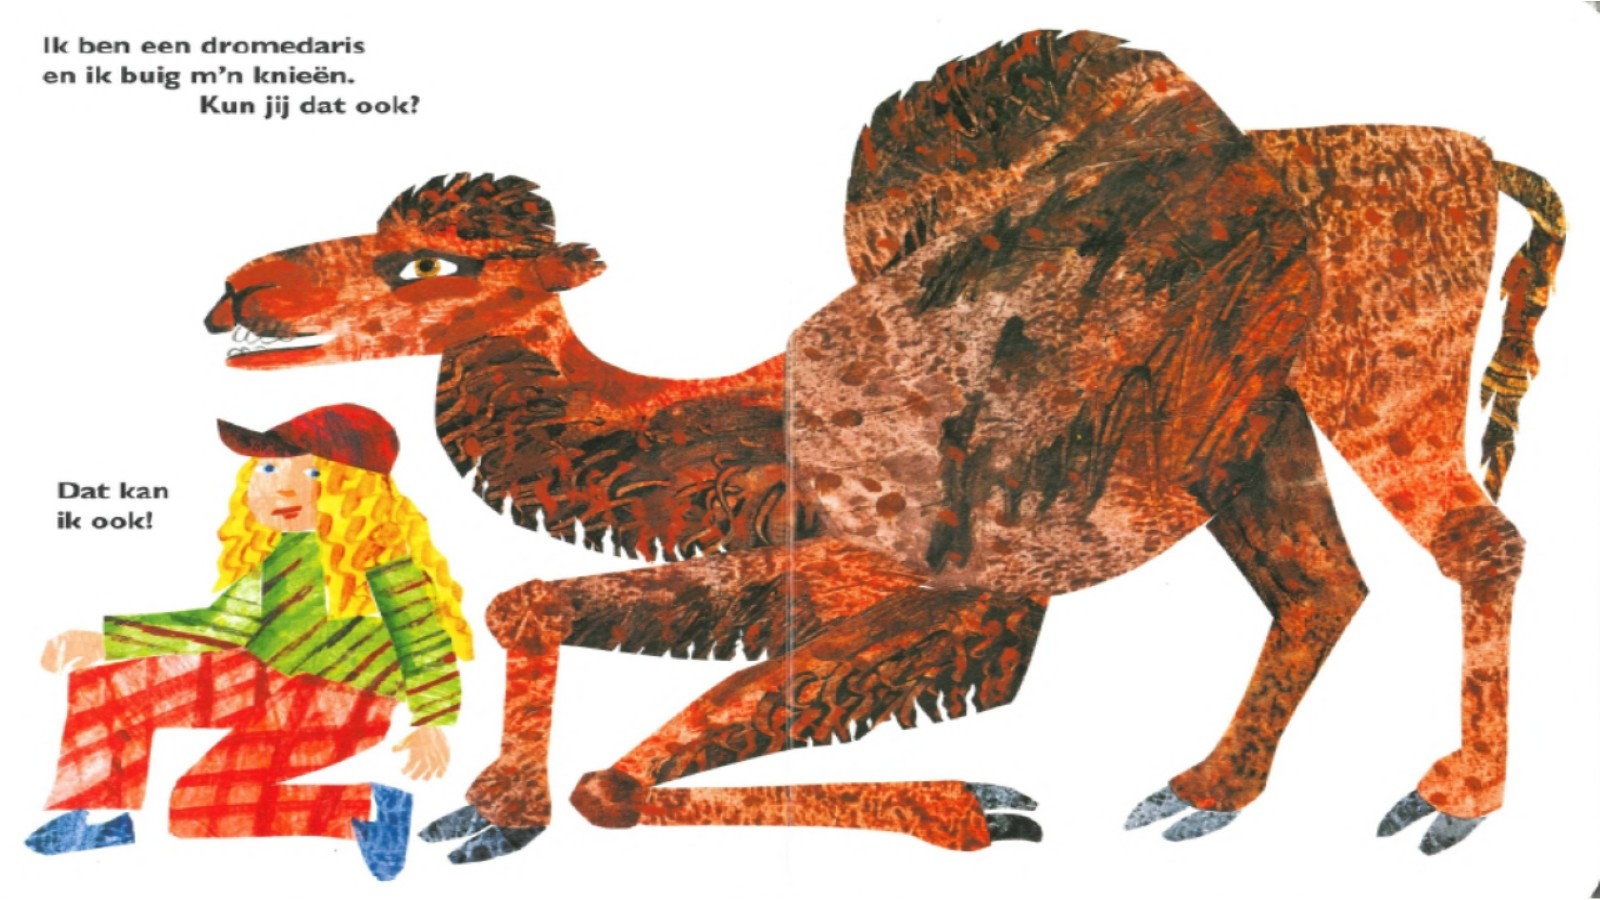 Ik ben een dromedaris
en ik buig m'n knieën.
Kun jij dat ook?
Dat kan
ik ook!